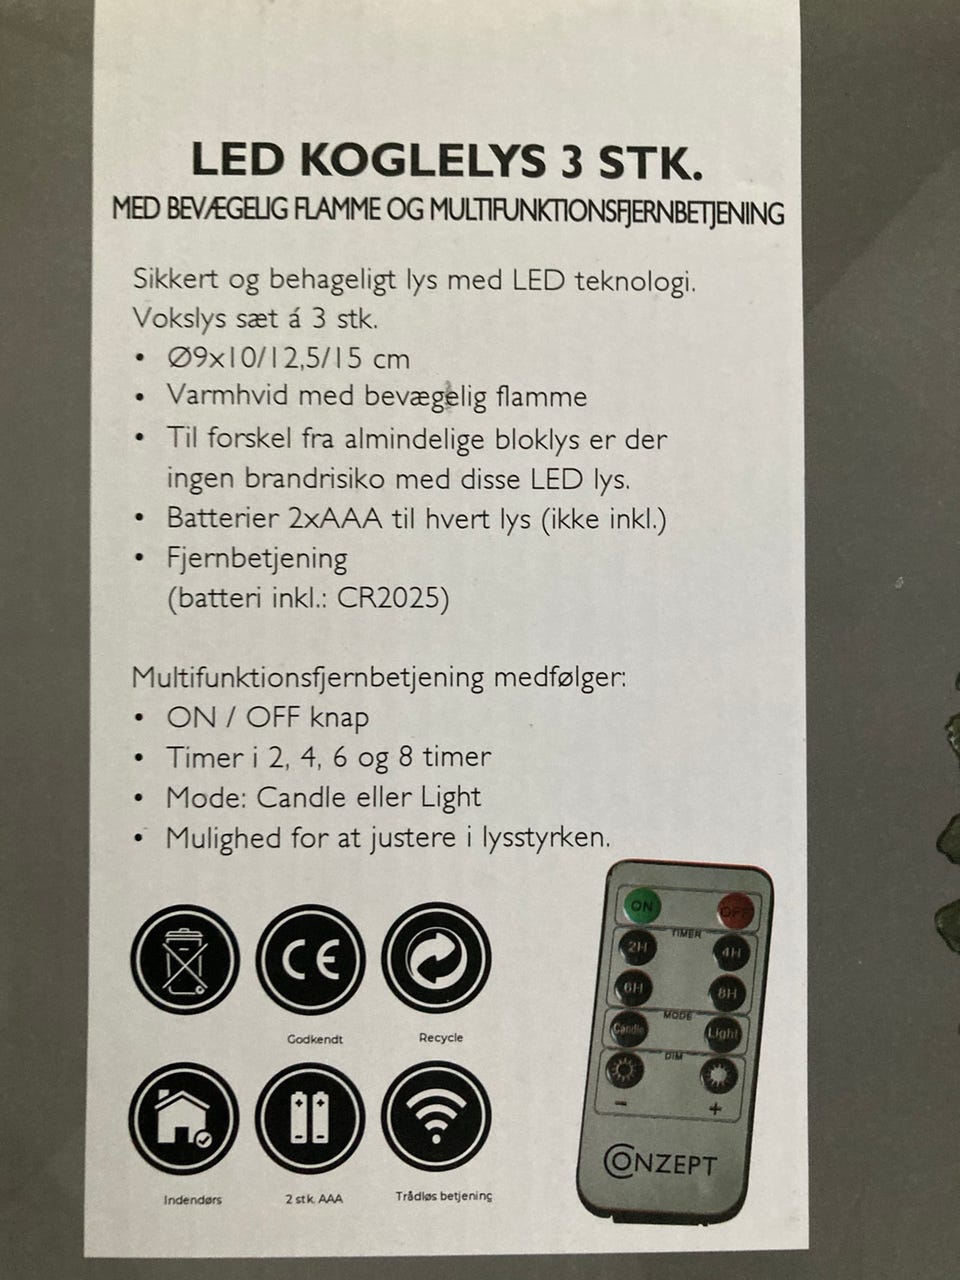 LED KOGLELYS 3 STK.
MED BEVÆGELIG FLAMME OG MULTIFUNKTIONSFJERNBETJENING
Sikkert og behageligt lys med LED teknologi.
Vokslys sæt á 3 stk.
• Ø9x10/12,5/15 cm
• Varmhvid med bevægelig flamme
• Til forskel fra almindelige bloklys er der
ingen brandrisiko med disse LED lys.
• Batterier 2xAAA til hvert lys (ikke inkl.)
• Fjernbetjening
(batteri inkl.: CR2025)
Multifunktionsfjernbetjening medfølger:
• ON / OFF knap
• Timer i 2, 4, 6 og 8 timer
• Mode: Candle eller Light
• Mulighed for at justere i lysstyrken.
ON OFF
TIMER
2H 4H
6H 8H
MODE
Candle Light
DIM
- +
CONZEPT
CE
Godkendt Recycle
Indendørs 2 stk. AAA Trådløs betjening